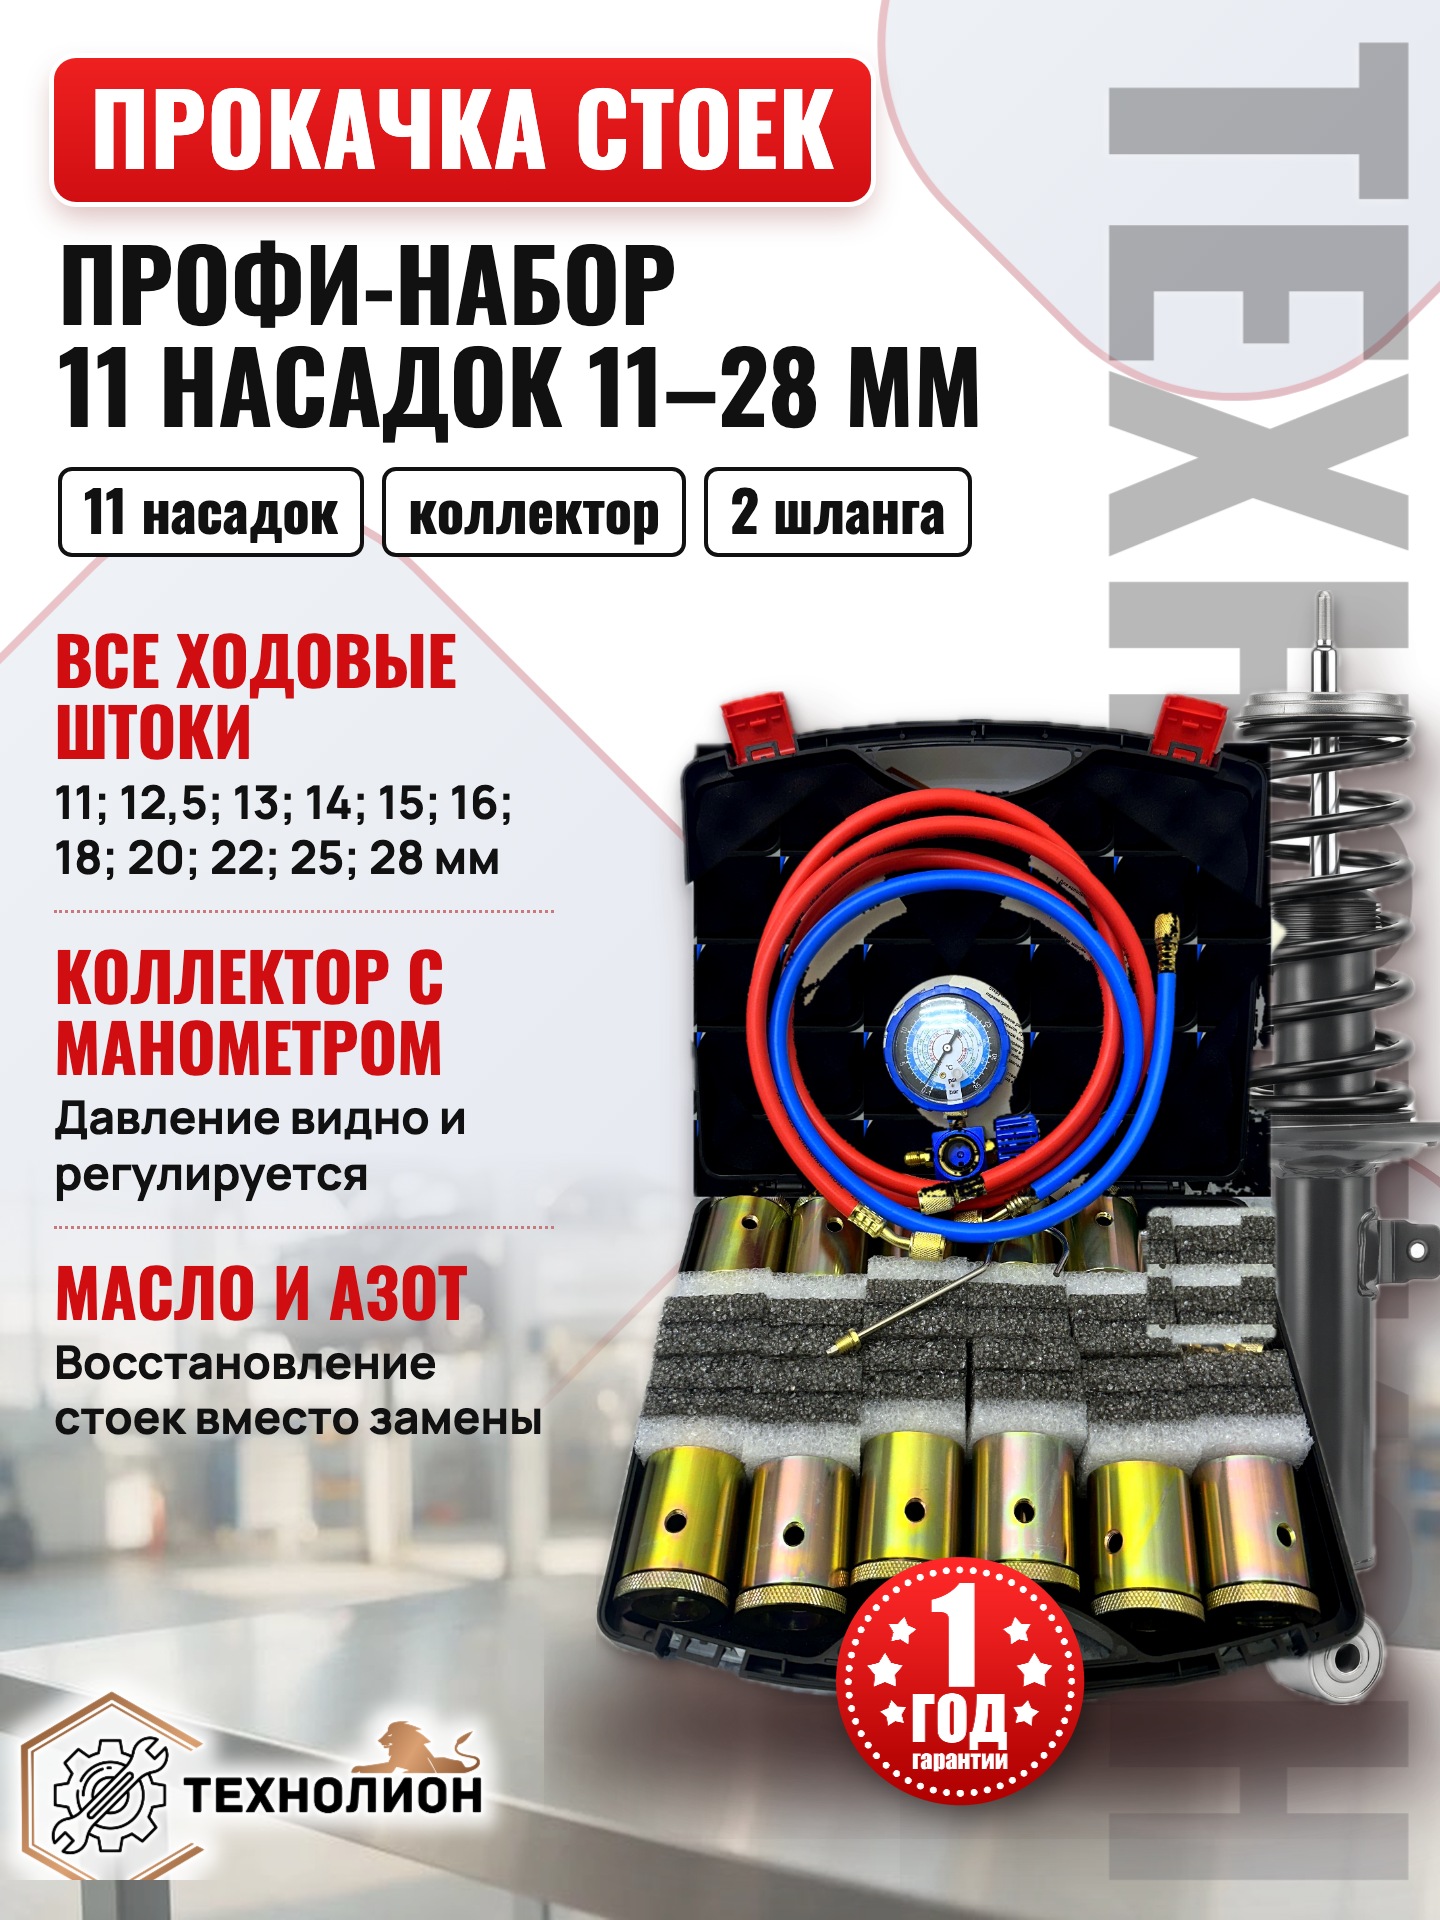 ПРОКАЧКА СТОЕК
ПРОФИ-НАБОР
11 НАСАДОК 11–28 ММ
11 насадок
коллектор
2 шланга
ВСЕ ХОДОВЫЕ
ШТОКИ
11; 12,5; 13; 14; 15; 16;
18; 20; 22; 25; 28 мм
КОЛЛЕКТОР С
МАНОМЕТРОМ
Давление видно и
регулируется
МАСЛО И АЗОТ
Восстановление
стоек вместо замены
1
ГОД
гарантии
ТЕХНОЛИОН